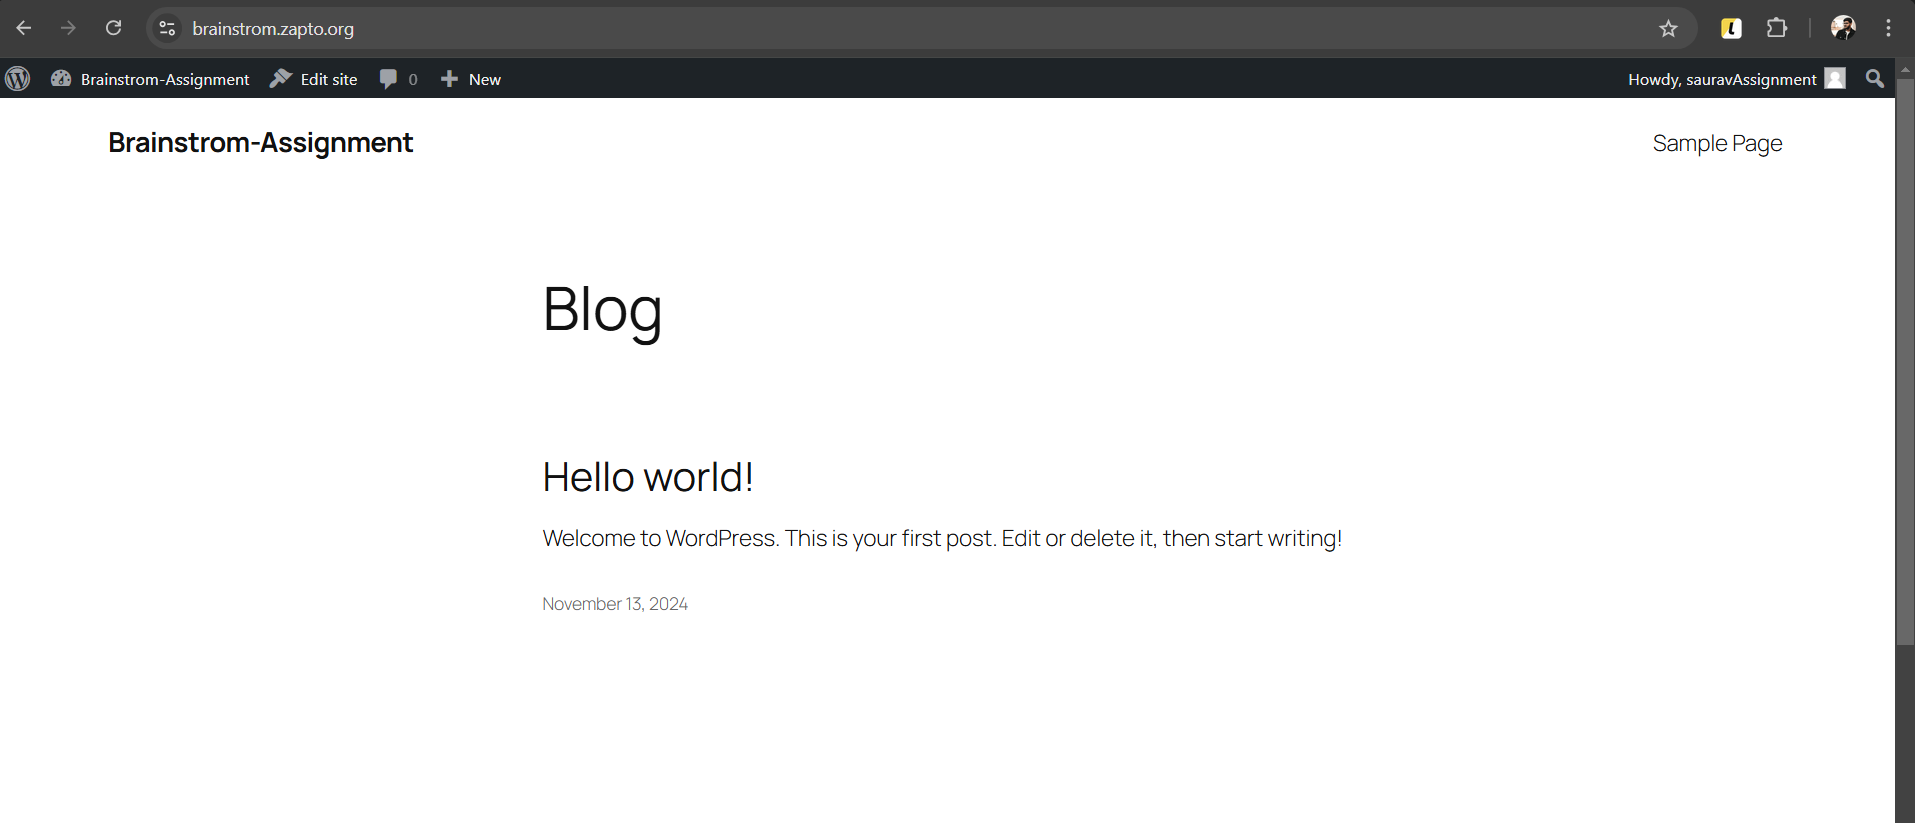 brainstrom.zapto.org
Brainstrom-Assignment Edit site 0 New Howdy, sauravAssignment
Brainstrom-Assignment Sample Page
Blog
Hello world!
Welcome to WordPress. This is your first post. Edit or delete it, then start writing!
November 13, 2024